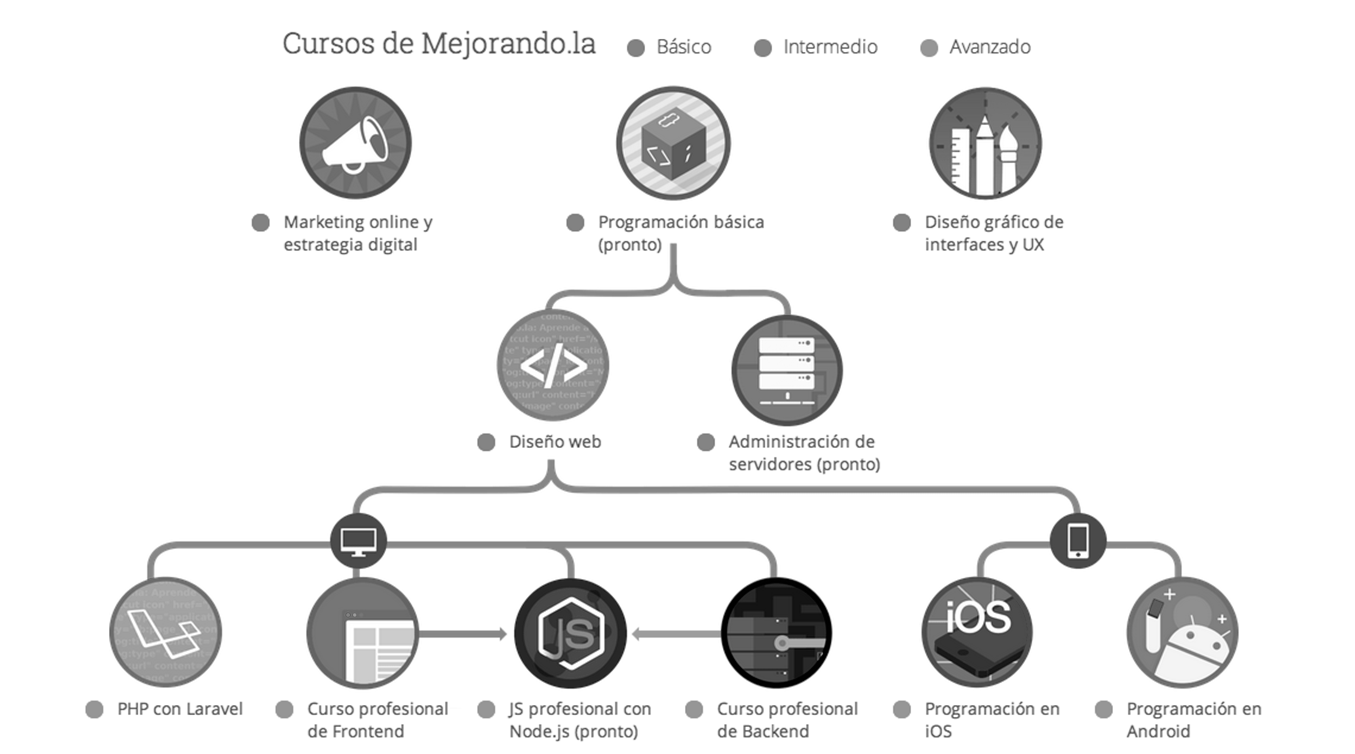 Cursos de Mejorando.la
Básico
Intermedio
Avanzado
Marketing online y
estrategia digital
Programación básica
(pronto)
Diseño gráfico de
interfaces y UX
</>
Diseño web
Administración de
servidores (pronto)
JS
iOS
PHP con Laravel
Curso profesional
de Frontend
JS profesional con
Node.js (pronto)
Curso profesional
de Backend
Programación en
iOS
Programación en
Android